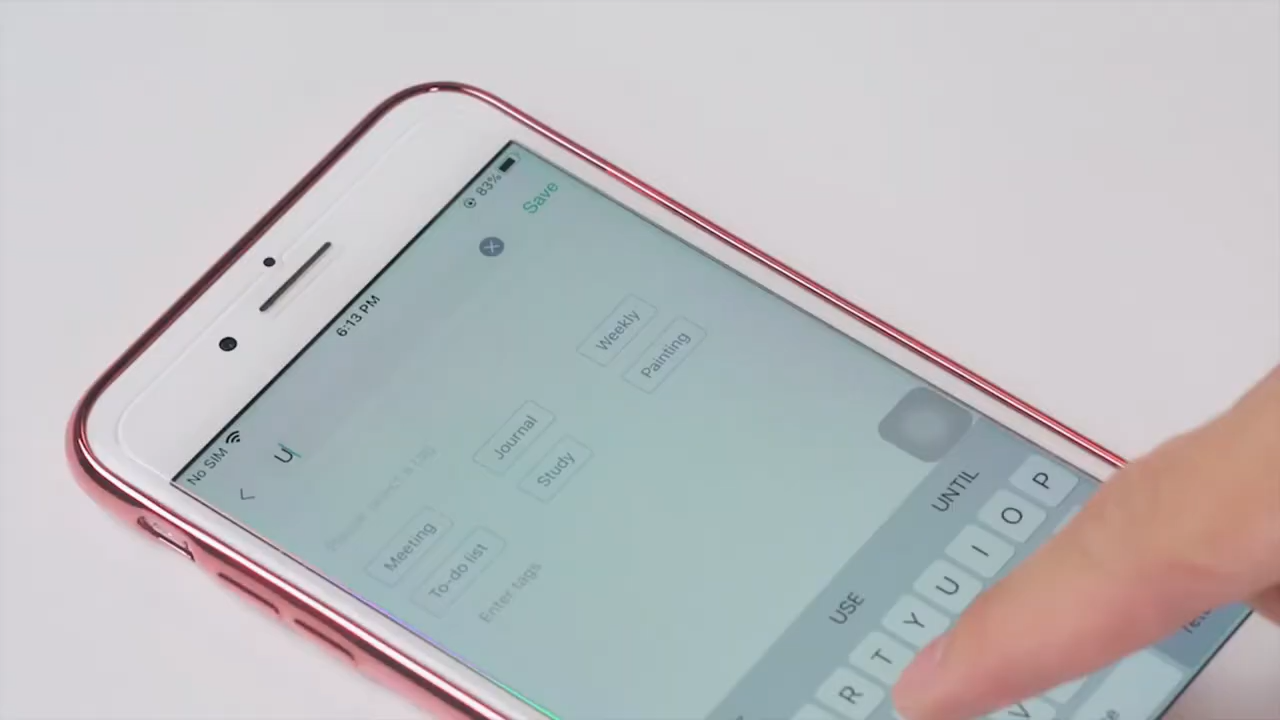 No SIM 6:13 PM 83%
Save
U
Meeting Journal Weekly
To-do list Study Painting
Enter tags
USE UNTIL
R T Y U I O P
V